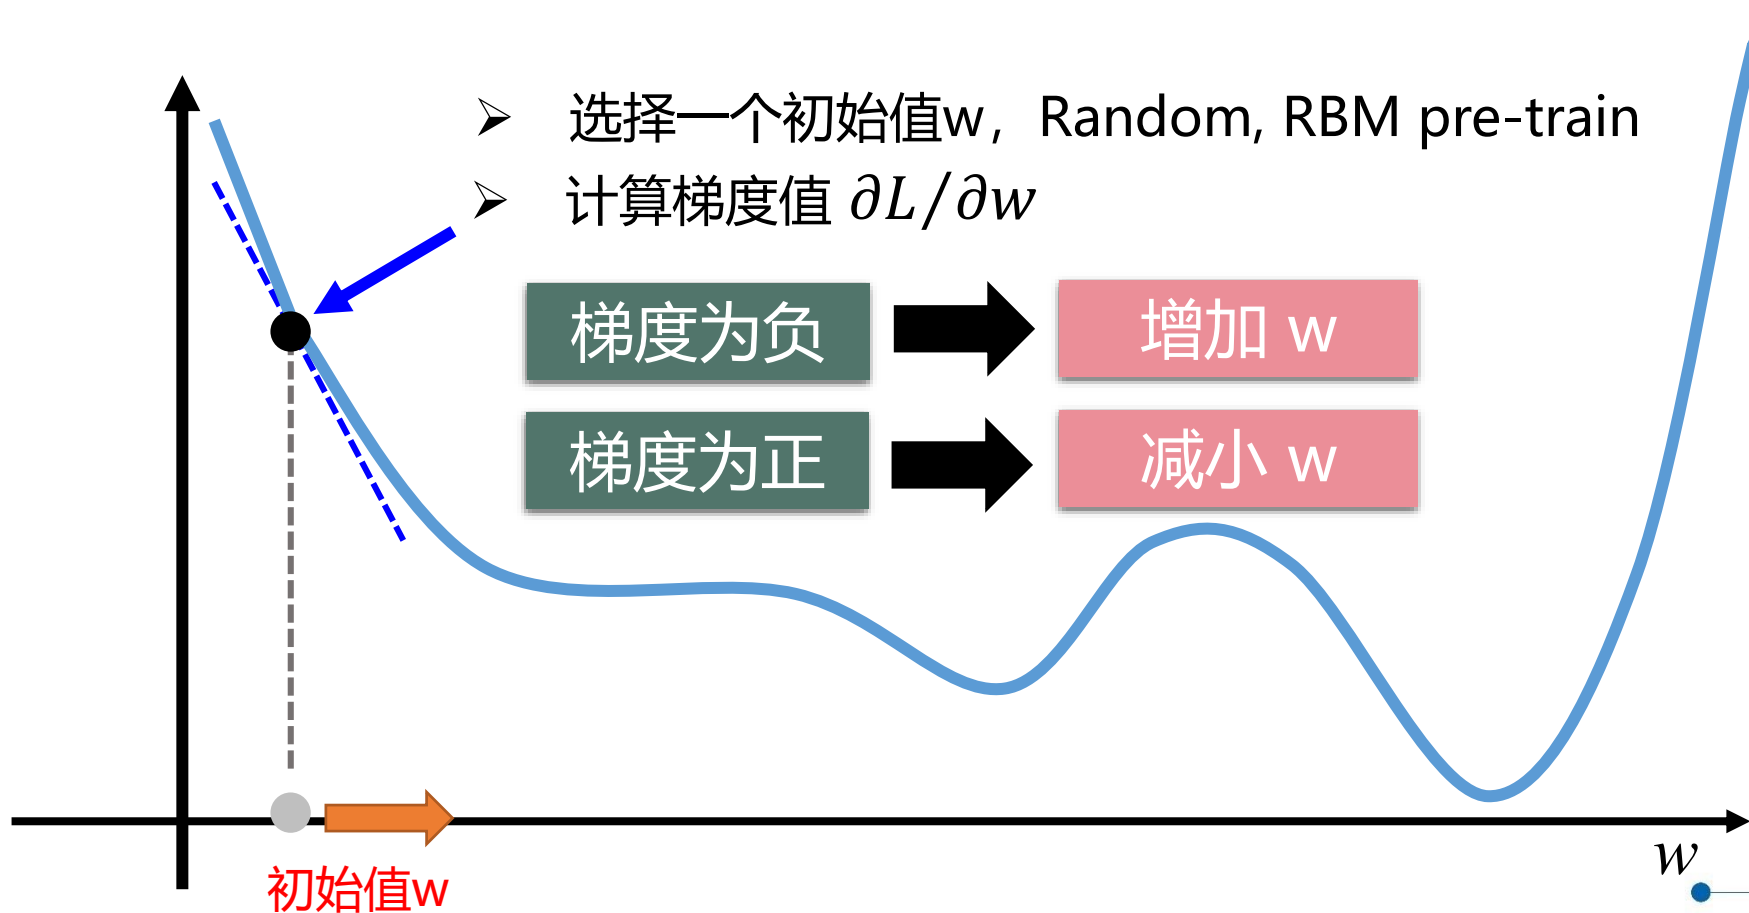 ➢ 选择一个初始值w，Random, RBM pre-train
➢ 计算梯度值 ∂L/∂w
梯度为负 增加 w
梯度为正 减小 w
w
初始值w